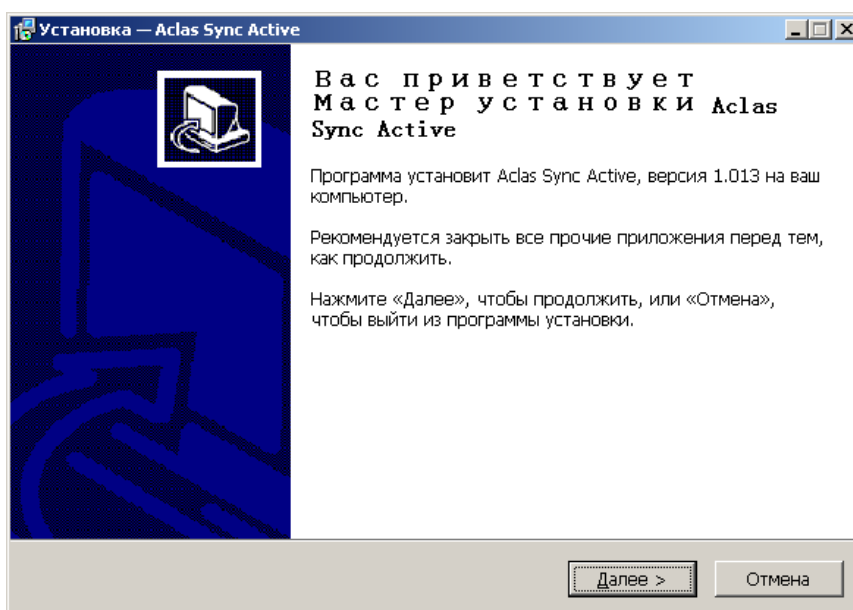 Установка — Aclas Sync Active
Вас приветствует
Мастер установки Aclas
Sync Active
Программа установит Aclas Sync Active, версия 1.013 на ваш
компьютер.
Рекомендуется закрыть все прочие приложения перед тем,
как продолжить.
Нажмите «Далее», чтобы продолжить, или «Отмена»,
чтобы выйти из программы установки.
Далее >
Отмена